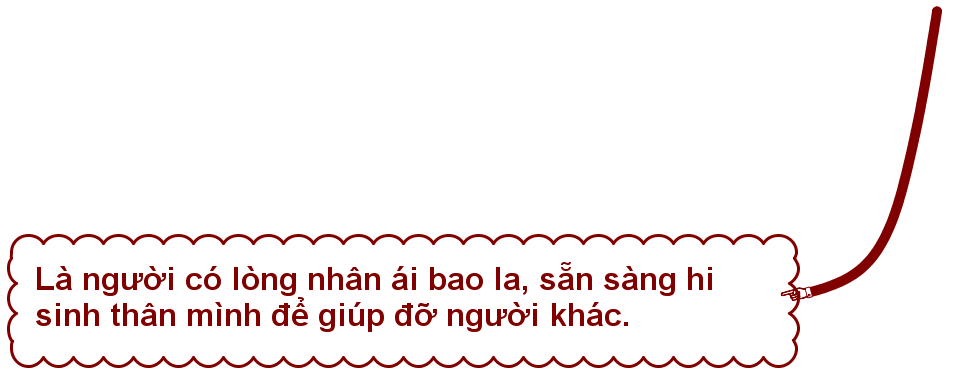 Là người có lòng nhân ái bao la, sẵn sàng hi
sinh thân mình để giúp đỡ người khác.